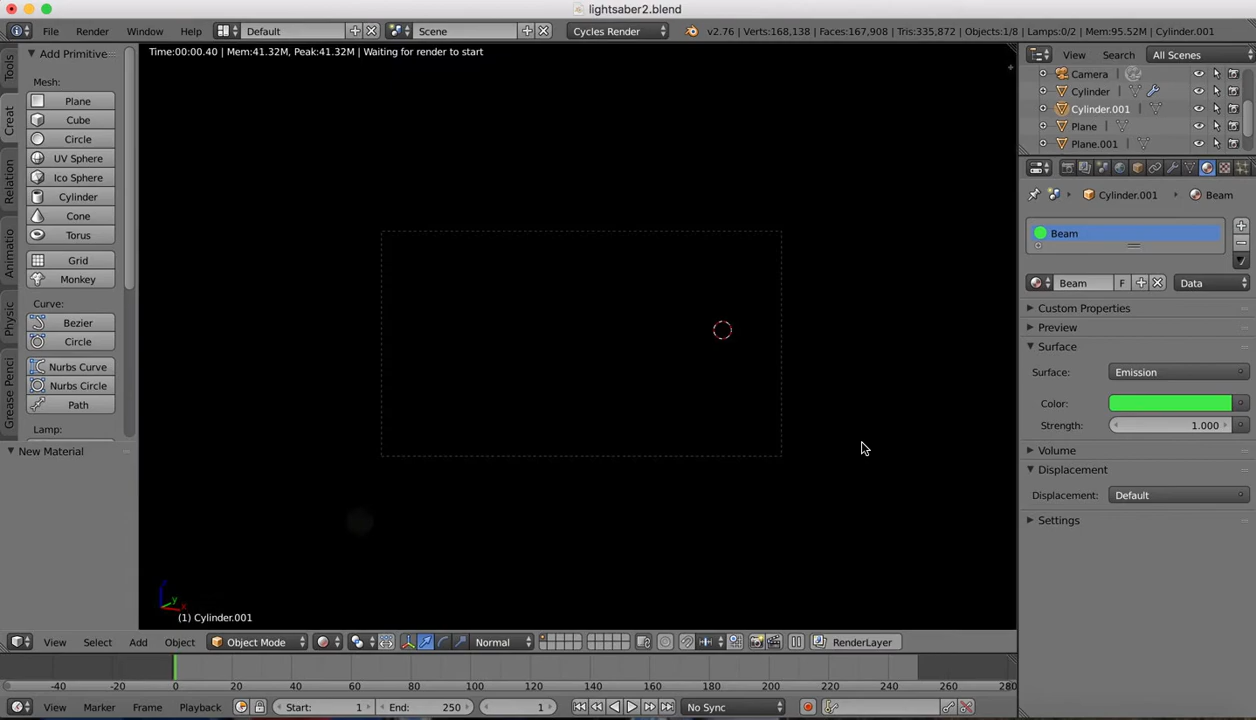 lightsaber2.blend
File Render Window Help Default Scene Cycles Render v2.76 | Verts:168,138 | Faces:167,908 | Tris:335,872 | Objects:1/8 | Lamps:0/2 | Mem:95.52M | Cylinder.001
Time:00:00.40 | Mem:41.32M, Peak:41.32M | Waiting for render to start
Add Primitive
Mesh:
Plane
Cube
Circle
UV Sphere
Ico Sphere
Cylinder
Cone
Torus
Grid
Monkey
Curve:
Bezier
Circle
Nurbs Curve
Nurbs Circle
Path
Lamp:
New Material
Tools
Creat
Relation
Animatio
Physic
Grease Penci
(1) Cylinder.001
View Select Add Object Object Mode Normal RenderLayer
-40 -20 0 20 40 60 80 100 120 140 160 180 200 220 240 260 280
View Marker Frame Playback Start: 1 End: 250 1 No Sync
View Search All Scenes
Camera
Cylinder
Cylinder.001
Plane
Plane.001
Cylinder.001 Beam
Beam
Beam F Data
Custom Properties
Preview
Surface
Surface: Emission
Color:
Strength: 1.000
Volume
Displacement
Displacement: Default
Settings